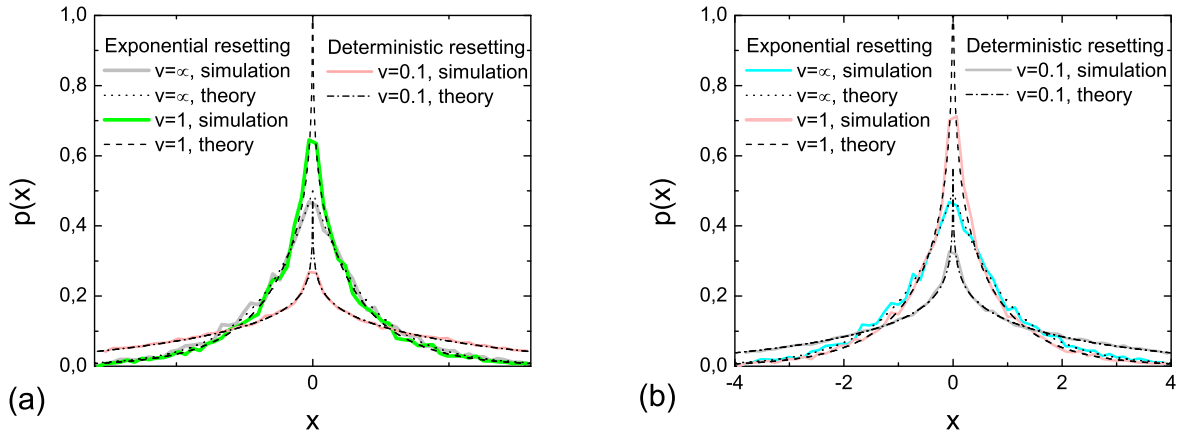 1,0
0,8
0,6
0,4
0,2
0,0
p(x)
Exponential resetting
v=∝, simulation
v=∝, theory
v=1, simulation
v=1, theory
Deterministic resetting
v=0.1, simulation
v=0.1, theory
0
x
(a)
1,0
0,8
0,6
0,4
0,2
0,0
p(x)
Exponential resetting
v=∝, simulation
v=∝, theory
v=1, simulation
v=1, theory
Deterministic resetting
v=0.1, simulation
v=0.1, theory
-4 -2 0 2 4
x
(b)